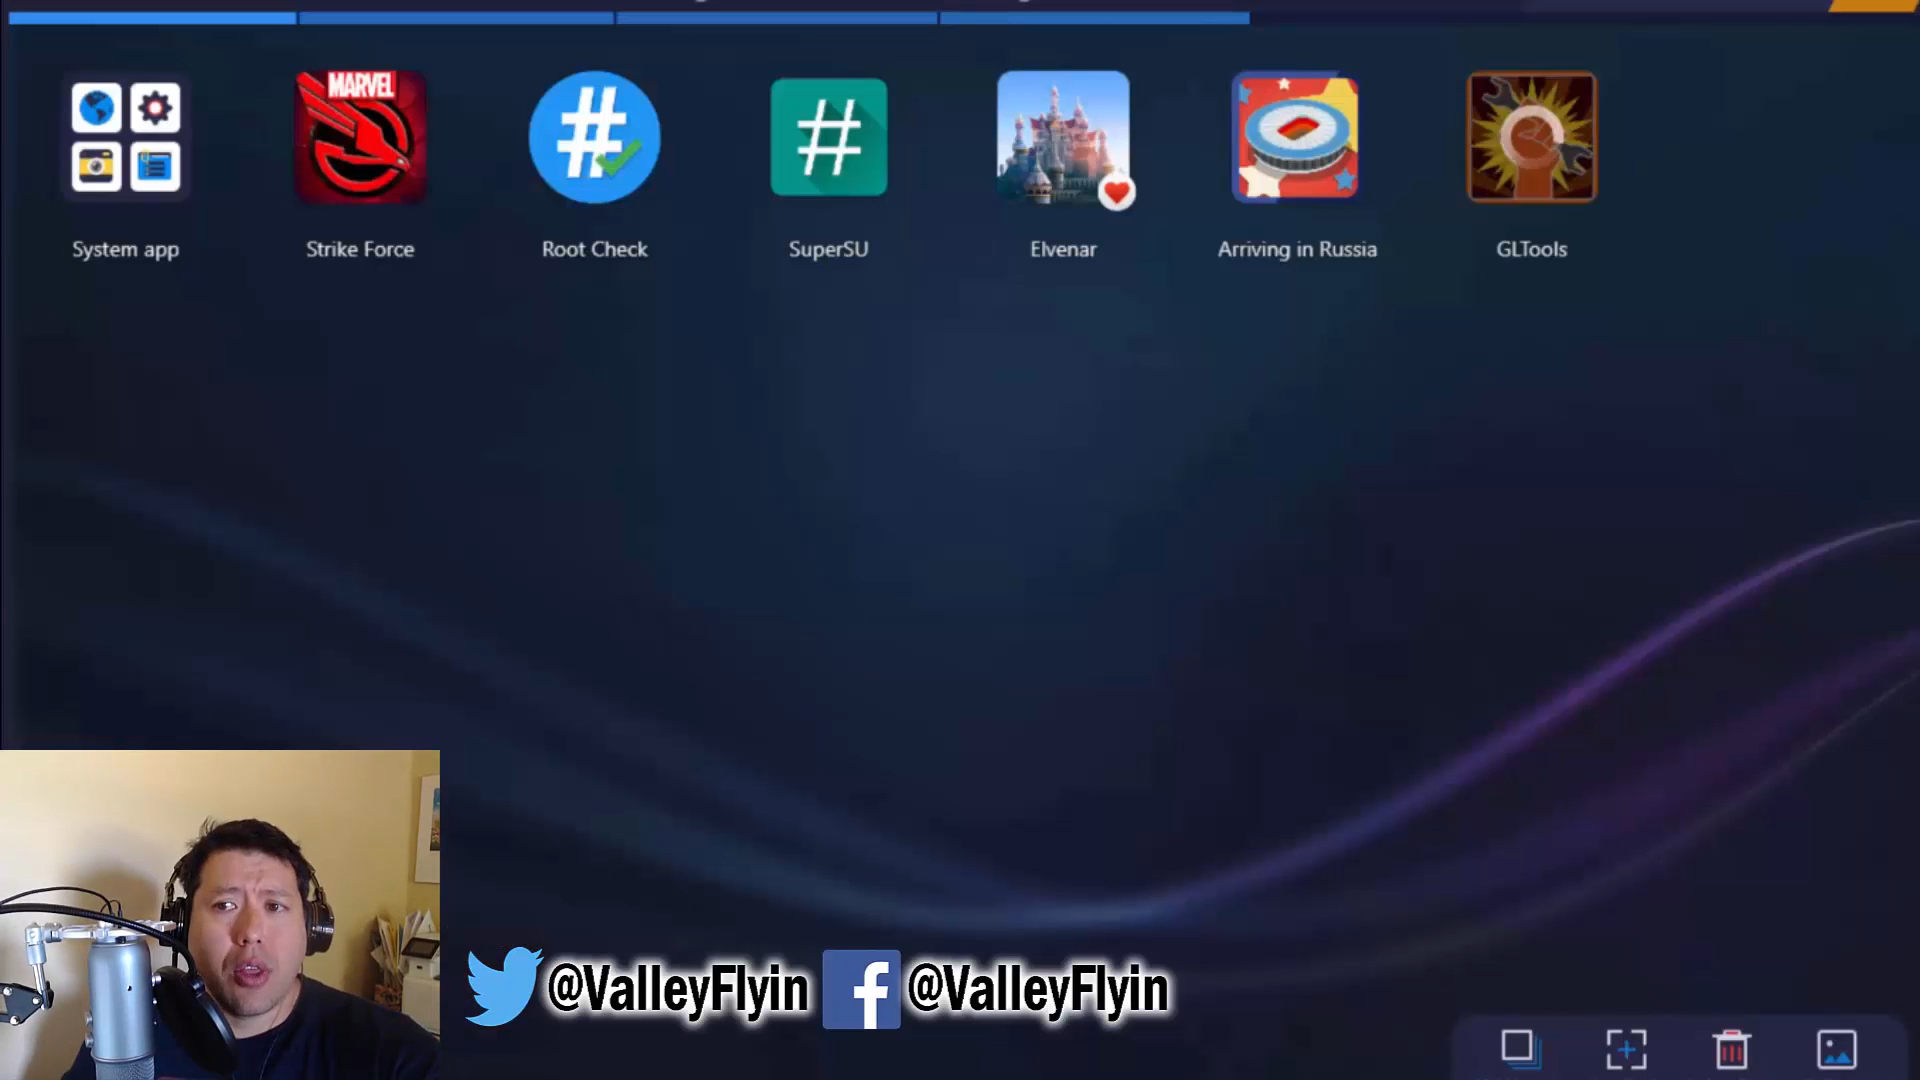 MARVEL
System app
Strike Force
Root Check
SuperSU
Elvenar
Arriving in Russia
GLTools
@ValleyFlyin @ValleyFlyin